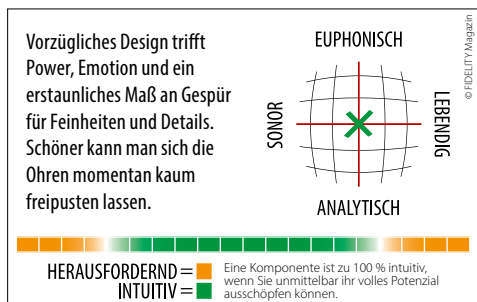 Vorzügliches Design trifft
Power, Emotion und ein
erstaunliches Maß an Gespür
für Feinheiten und Details.
Schöner kann man sich die
Ohren momentan kaum
freipusten lassen.
EUPHONISCH
SONOR
LEBENDIG
ANALYTISCH
© FIDELITY Magazin
HERAUSFORDERND =
INTUITIV =
Eine Komponente ist zu 100 % intuitiv,
wenn Sie unmittelbar ihr volles Potenzial
ausschöpfen können.